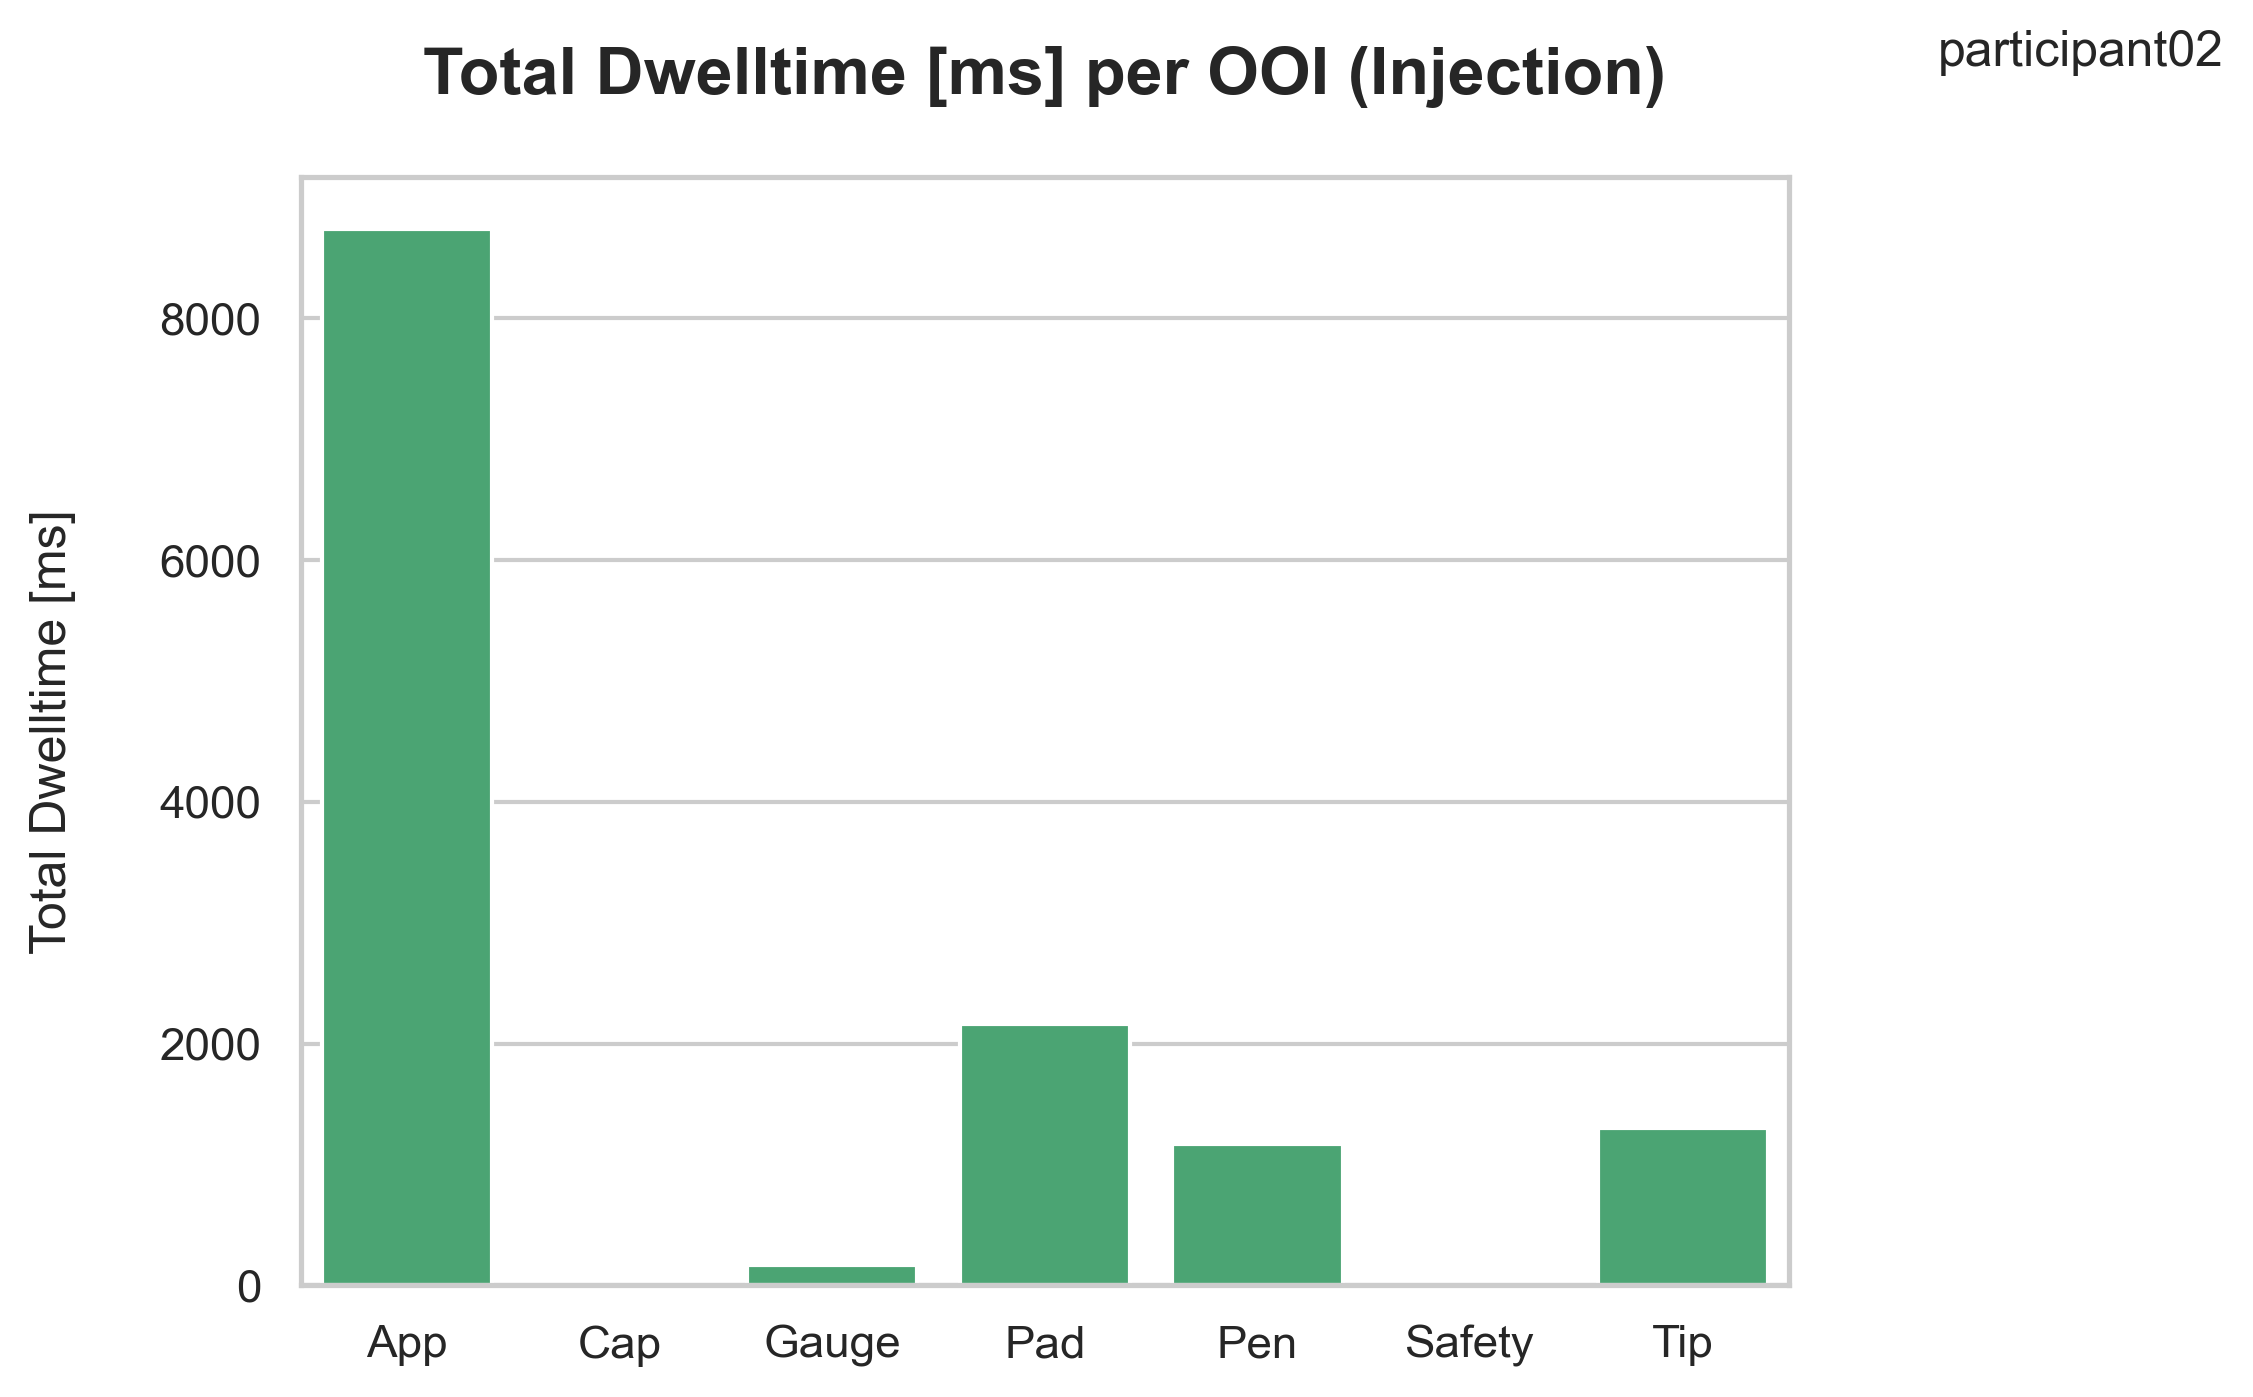 participant02
Total Dwelltime [ms] per OOI (Injection)
Total Dwelltime [ms]
8000
6000
4000
2000
0
App Cap Gauge Pad Pen Safety Tip